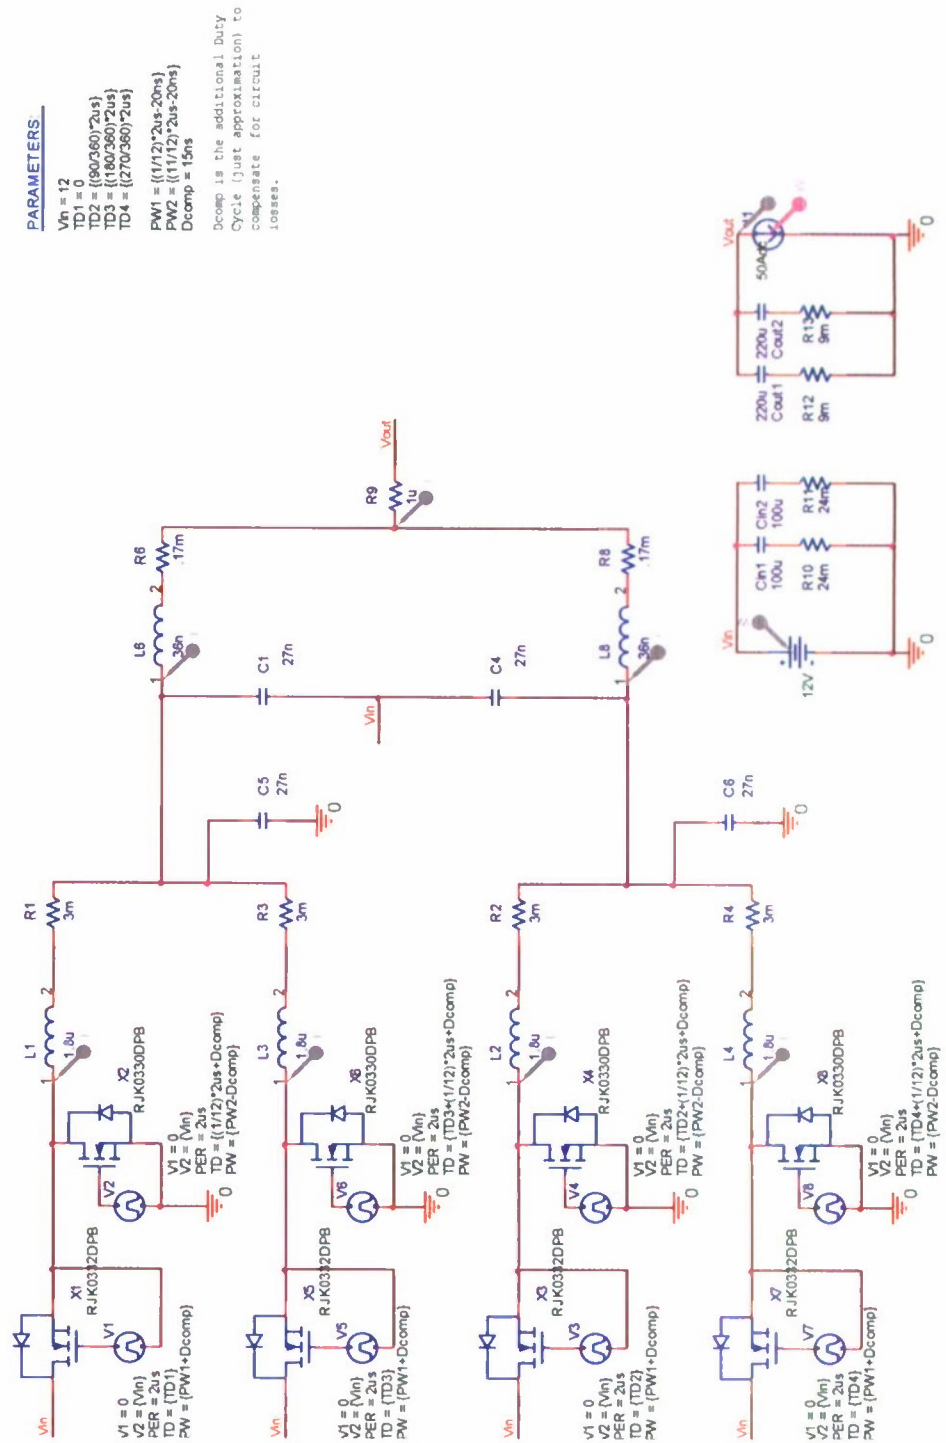 PARAMETERS:
Vin = 12
TD1 = 0
TD2 = {(90/360)*2us}
TD3 = {(180/360)*2us}
TD4 = {(270/360)*2us}
PW1 = {(1/12)*2us-20ns}
PW2 = {(11/12)*2us-20ns}
Dcomp = 15ns
Dcomp is the additional Duty
Cycle (just approximation) to
compensate for circuit
losses.
Vin
X1
RJK0332DPB
V1
V1 = 0
V2 = {Vin}
PER = 2us
TD = {TD1}
PW = {PW1+Dcomp}
X2
RJK0330DPB
V2
0
V1 = 0
V2 = {Vin}
PER = 2us
TD = {(1/12)*2us+Dcomp}
PW = {PW2-Dcomp}
1
L1
2
1.8u
R1
3m
Vin
X5
RJK0332DPB
V5
V1 = 0
V2 = {Vin}
PER = 2us
TD = {TD3}
PW = {PW1+Dcomp}
X6
RJK0330DPB
V6
0
V1 = 0
V2 = {Vin}
PER = 2us
TD = {TD3+(1/12)*2us+Dcomp}
PW = {PW2-Dcomp}
1
L3
2
1.8u
R3
3m
C5
27n
0
1
L6
2
36n
R6
.17m
C1
27n
Vin
C4
27n
R9
1u
Vout
Vin
X3
RJK0332DPB
V3
V1 = 0
V2 = {Vin}
PER = 2us
TD = {TD2}
PW = {PW1+Dcomp}
X4
RJK0330DPB
V4
0
V1 = 0
V2 = {Vin}
PER = 2us
TD = {TD2+(1/12)*2us+Dcomp}
PW = {PW2-Dcomp}
1
L2
2
1.8u
R2
3m
1
L8
2
36n
R8
.17m
Vin
X7
RJK0332DPB
V7
V1 = 0
V2 = {Vin}
PER = 2us
TD = {TD4}
PW = {PW1+Dcomp}
X8
RJK0330DPB
V8
0
V1 = 0
V2 = {Vin}
PER = 2us
TD = {TD4+(1/12)*2us+Dcomp}
PW = {PW2-Dcomp}
1
L4
2
1.8u
R4
3m
C6
27n
0
Vin
12V
Cin1
100u
R10
24m
Cin2
100u
R11
24m
0
Vout
220u
Cout1
R12
9m
220u
Cout2
R13
9m
50Adc
I1
0